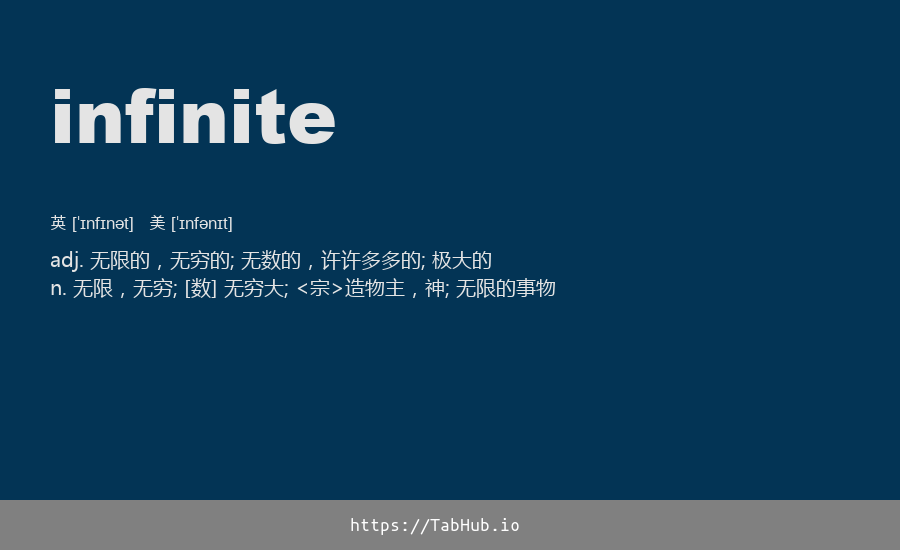 infinite
英 [ˈɪnfɪnət] 美 [ˈɪnfənɪt]
adj. 无限的，无穷的; 无数的，许许多多的; 极大的
n. 无限，无穷; [数] 无穷大; <宗>造物主，神; 无限的事物
https://TabHub.io